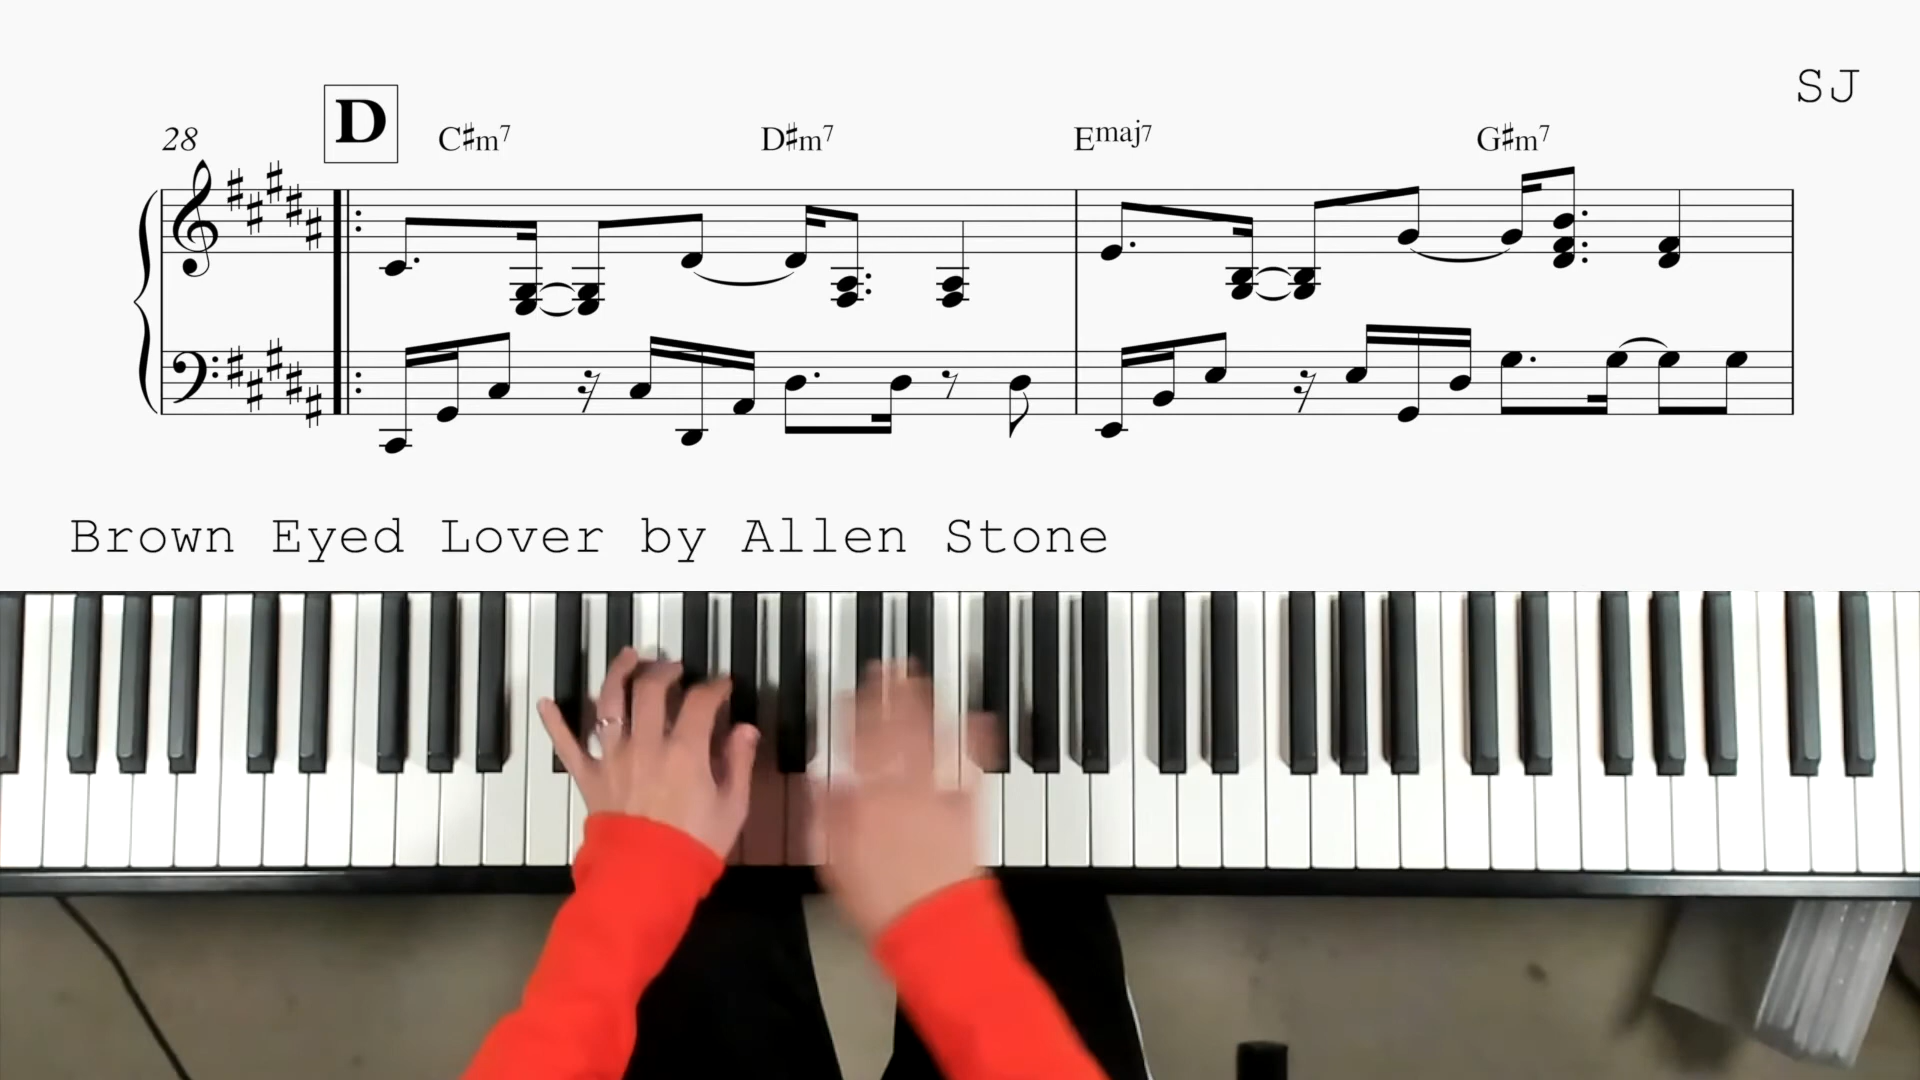 SJ
28 D C♯m7 D♯m7 Emaj7 G♯m7
Brown Eyed Lover by Allen Stone